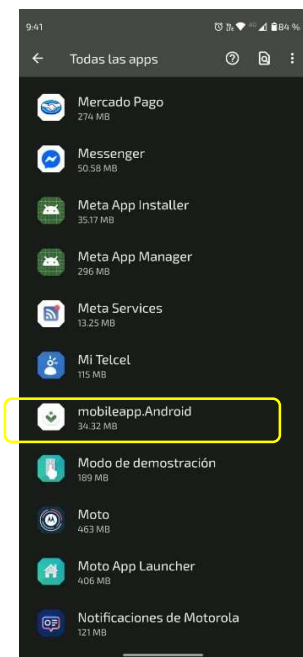 9:41
4G
84 %
Todas las apps
Mercado Pago
274 MB
Messenger
50.58 MB
Meta App Installer
35.17 MB
Meta App Manager
296 MB
Meta Services
13.25 MB
Mi Telcel
115 MB
mobileapp.Android
34.32 MB
Modo de demostración
189 MB
Moto
463 MB
Moto App Launcher
406 MB
Notificaciones de Motorola
121 MB